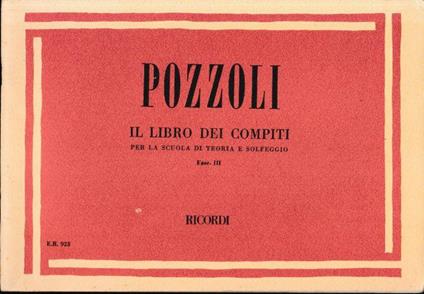 POZZOLI
IL LIBRO DEI COMPITI
PER LA SCUOLA DI TEORIA E SOLFEGGIO
Fasc. III
RICORDI
E.R. 923